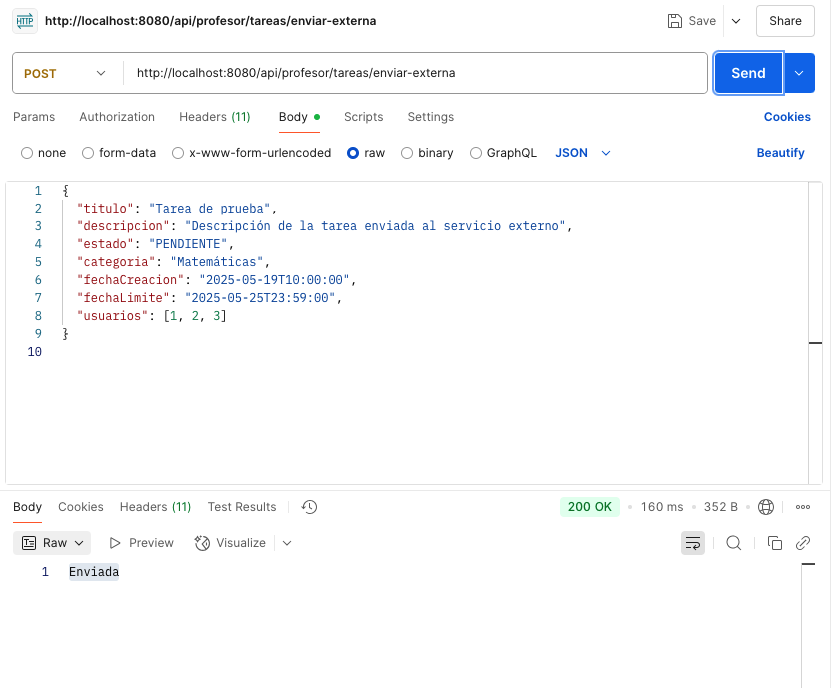 HTTP http://localhost:8080/api/profesor/tareas/enviar-externa Save Share
POST http://localhost:8080/api/profesor/tareas/enviar-externa Send
Params Authorization Headers (11) Body Scripts Settings Cookies
none form-data x-www-form-urlencoded raw binary GraphQL JSON Beautify
1 {
2 "titulo": "Tarea de prueba",
3 "descripcion": "Descripción de la tarea enviada al servicio externo",
4 "estado": "PENDIENTE",
5 "categoria": "Matemáticas",
6 "fechaCreacion": "2025-05-19T10:00:00",
7 "fechaLimite": "2025-05-25T23:59:00",
8 "usuarios": [1, 2, 3]
9 }
10
Body Cookies Headers (11) Test Results 200 OK 160 ms 352 B
Raw Preview Visualize
1 Enviada